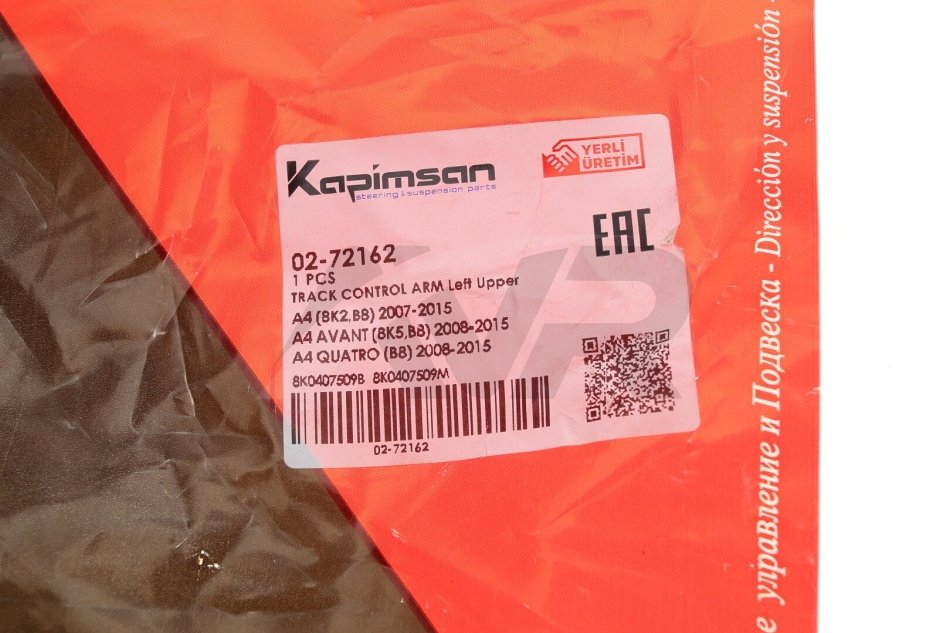 Kapimsan
steering & suspension parts
YERLİ
ÜRETİM
EAC
02-72162
1 PCS
TRACK CONTROL ARM Left Upper
A4 (8K2,B8) 2007-2015
A4 AVANT (8K5,B8) 2008-2015
A4 QUATRO (B8) 2008-2015
8K0407509B 8K0407509M
02-72162
е управление и Подвеска - Dirección y suspensión -